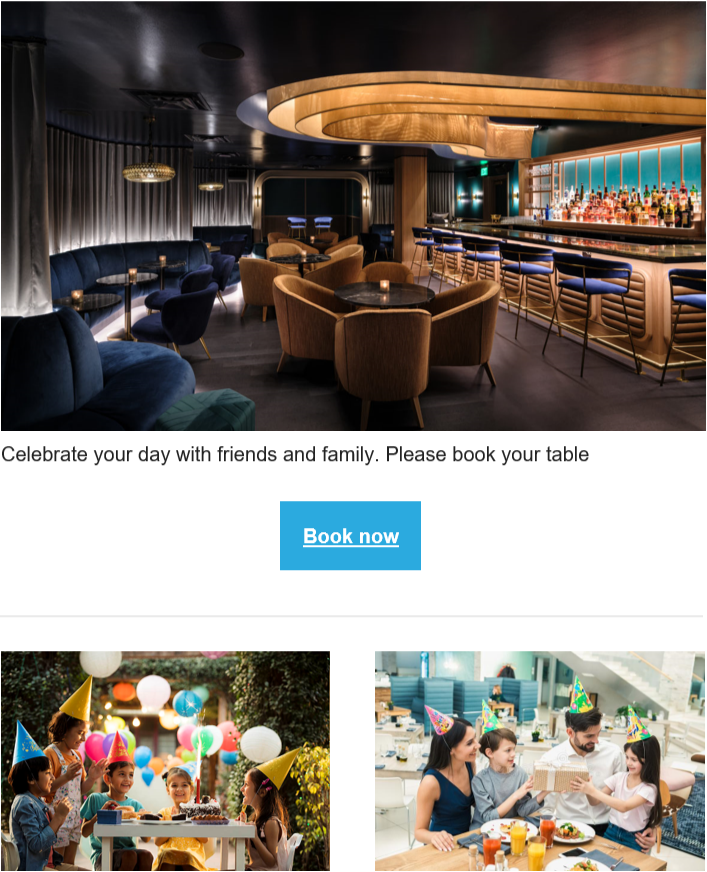 Celebrate your day with friends and family. Please book your table
Book now